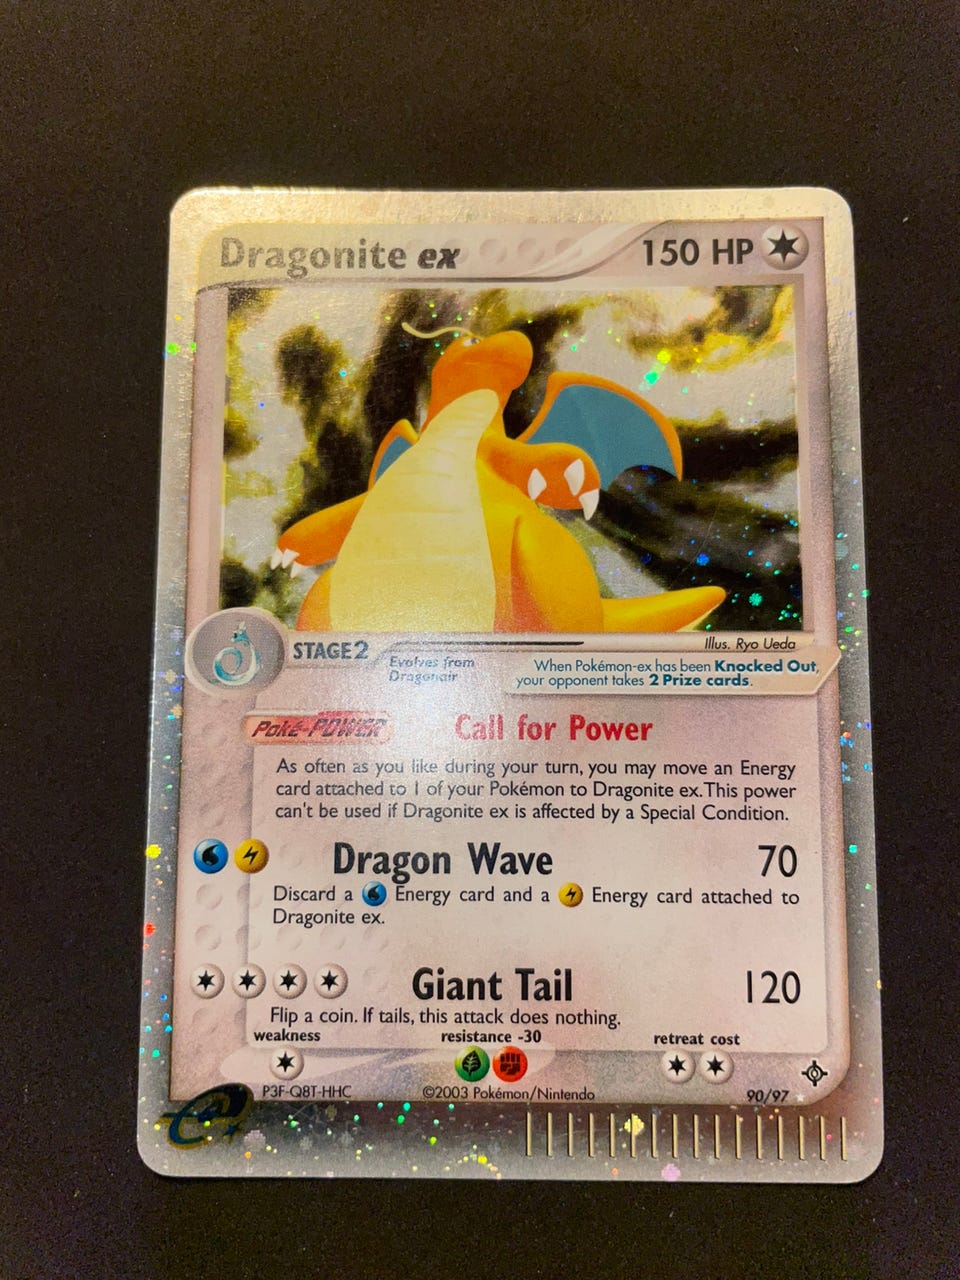 Dragonite ex 150 HP
Illus. Ryo Ueda
STAGE 2
Evolves from
Dragonair
When Pokémon-ex has been Knocked Out,
your opponent takes 2 Prize cards.
Poké-POWER Call for Power
As often as you like during your turn, you may move an Energy
card attached to 1 of your Pokémon to Dragonite ex. This power
can't be used if Dragonite ex is affected by a Special Condition.
Dragon Wave 70
Discard a Energy card and a Energy card attached to
Dragonite ex.
Giant Tail 120
Flip a coin. If tails, this attack does nothing.
weakness resistance -30 retreat cost
P3F-Q8T-HHC ©2003 Pokémon/Nintendo 90/97 ★
e